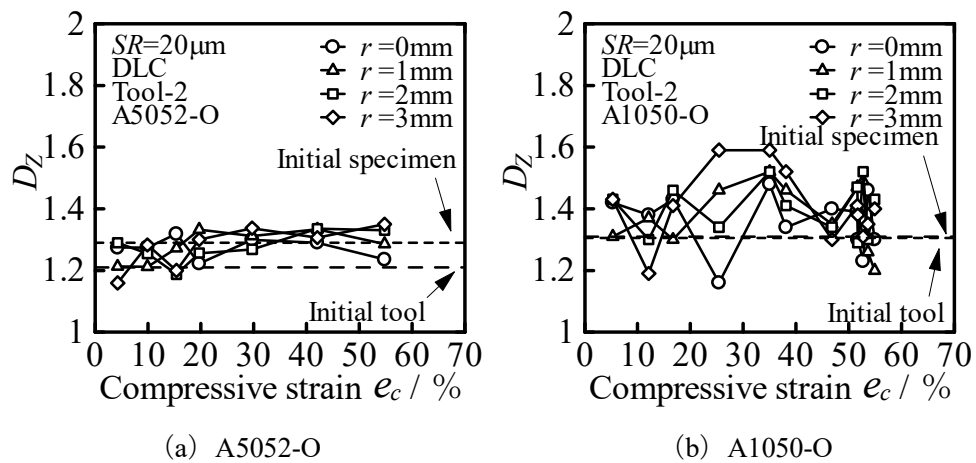 2
SR=20μm
DLC
Tool-2
A5052-O
r =0mm
r =1mm
r =2mm
r =3mm
1.8
1.6
1.4
1.2
1
D_Z
Initial specimen
Initial tool
0 10 20 30 40 50 60 70
Compressive strain e_c / %
(a) A5052-O
2
SR=20μm
DLC
Tool-2
A1050-O
r =0mm
r =1mm
r =2mm
r =3mm
1.8
1.6
1.4
1.2
1
D_Z
Initial specimen
Initial tool
0 10 20 30 40 50 60 70
Compressive strain e_c / %
(b) A1050-O